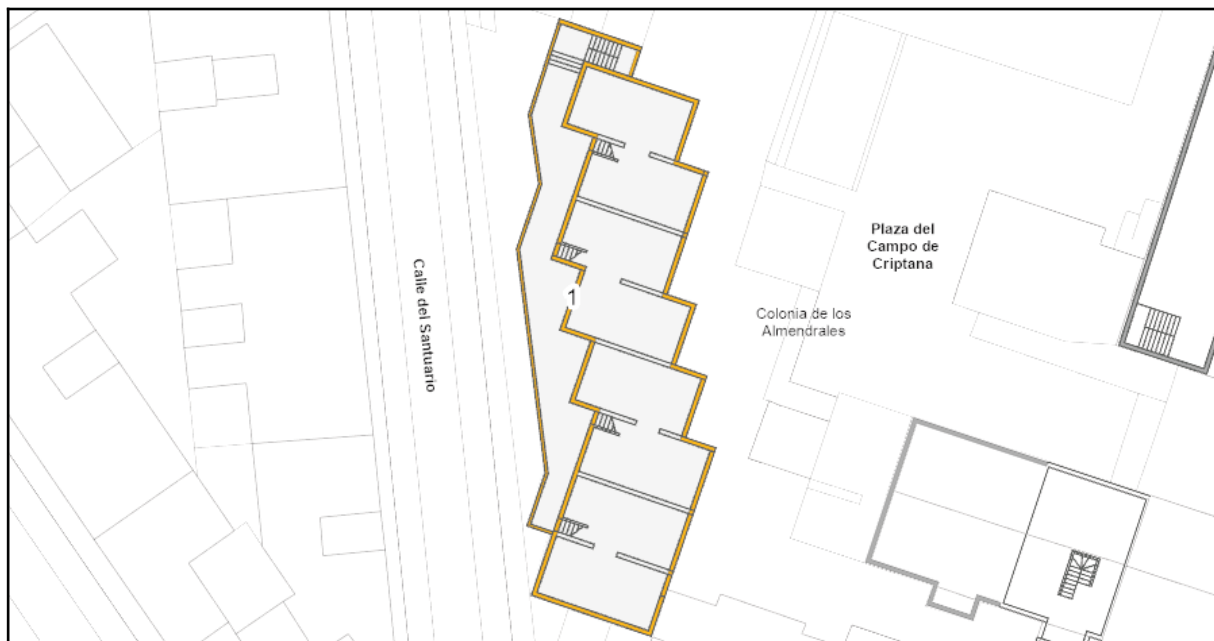 Plaza del
Campo de
Criptana
Calle del Santuario
1
Colonia de los
Almendrales